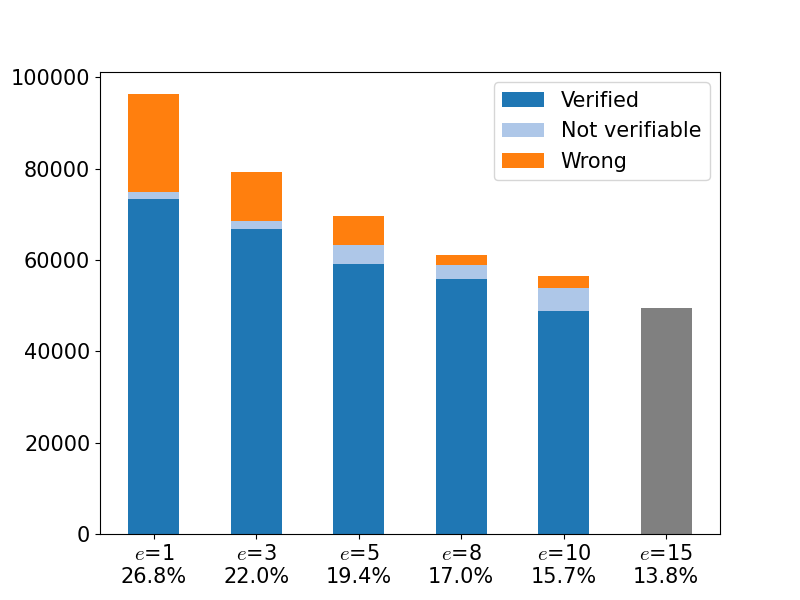 100000
80000
60000
40000
20000
0
Verified
Not verifiable
Wrong
e=1 e=3 e=5 e=8 e=10 e=15
26.8% 22.0% 19.4% 17.0% 15.7% 13.8%